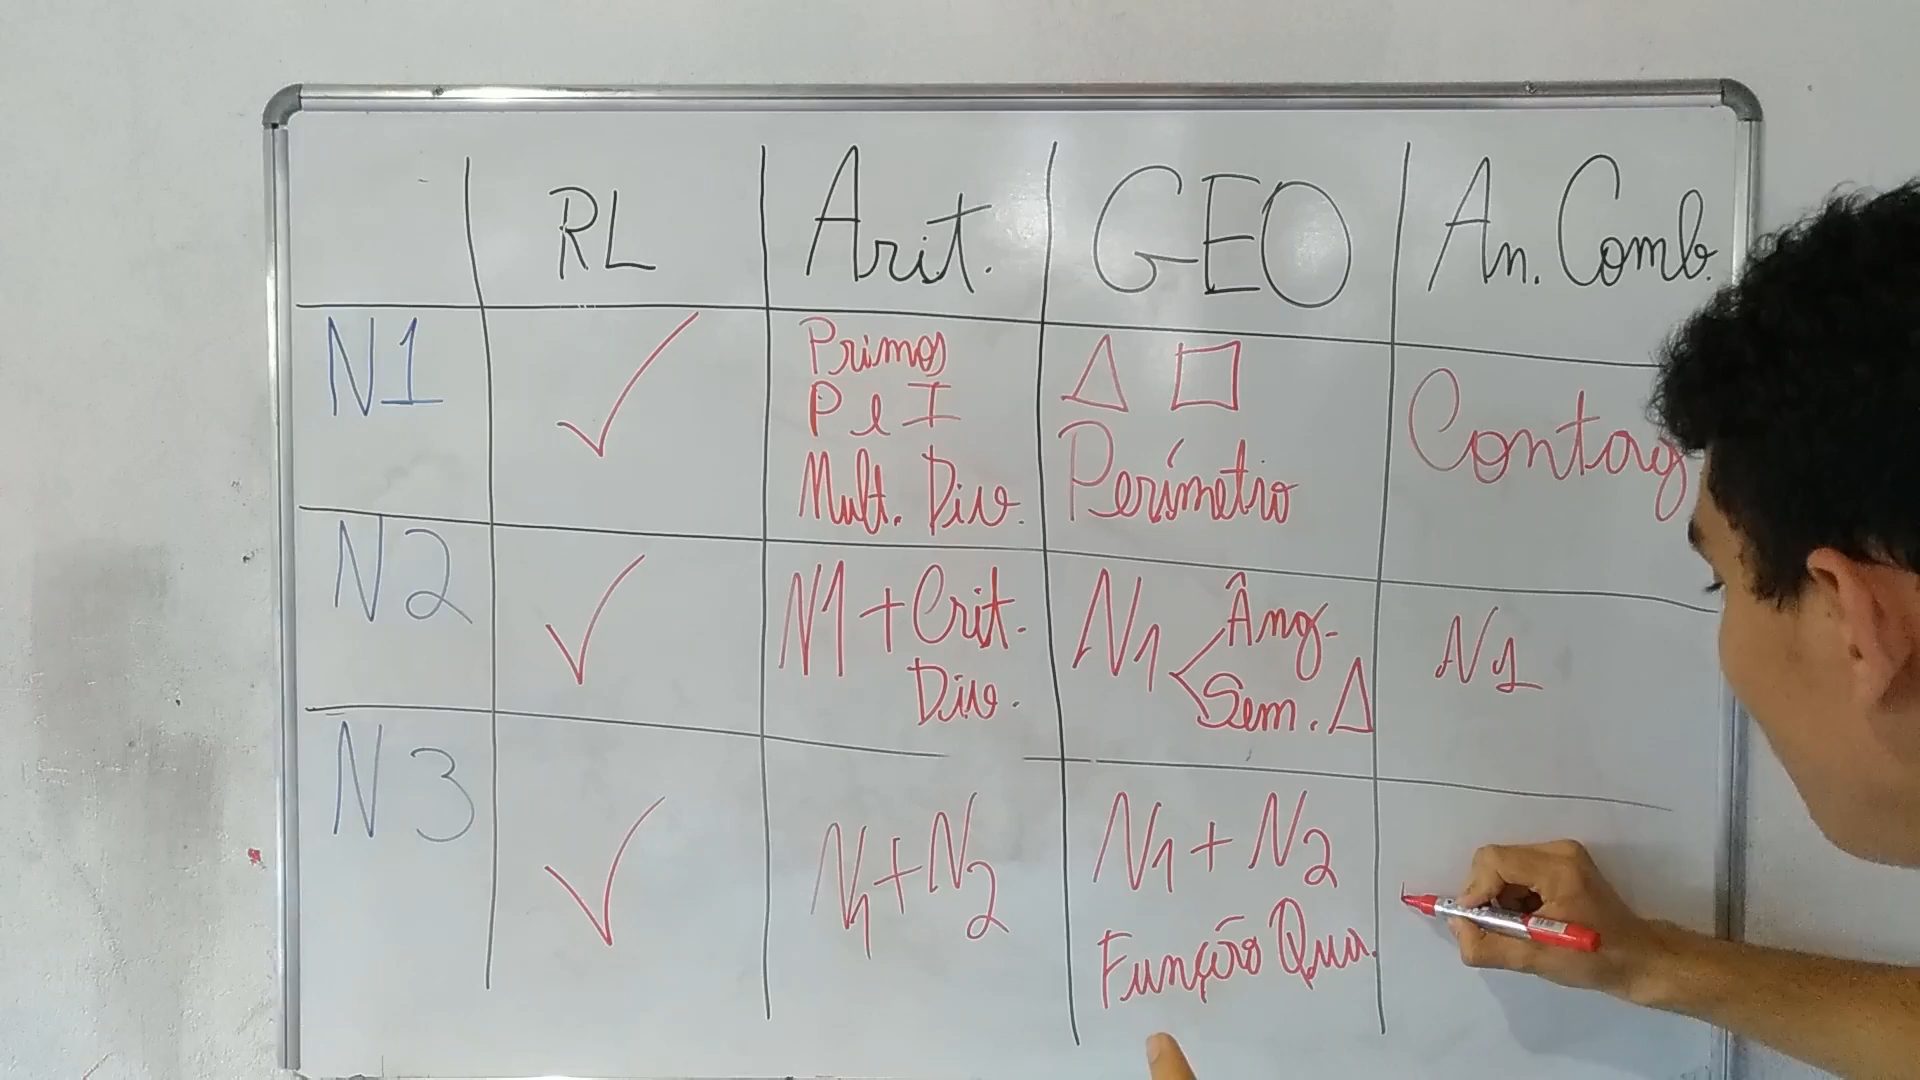 RL Arit. GEO An. Comb.
N1
Primos
P e I
Mult. Div.
Perímetro
N2
N1 + Crit.
Div.
N1 Âng.
Sem. Δ
N1
N3
N1 + N2
N1 + N2
Função Qua.